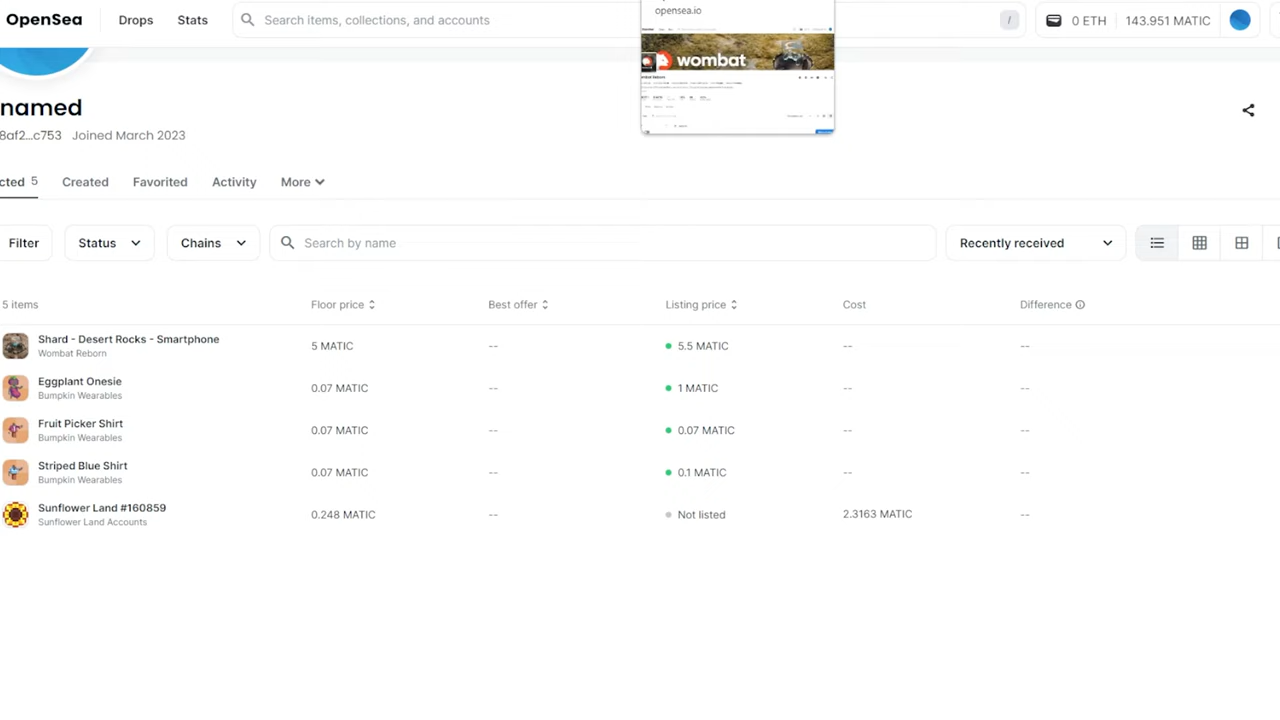 opensea.io
OpenSea Drops Stats Search items, collections, and accounts / 0 ETH 143.951 MATIC
wombat
named
8af2...c753 Joined March 2023
cted 5 Created Favorited Activity More
Filter Status Chains Search by name Recently received
5 items Floor price Best offer Listing price Cost Difference
Shard - Desert Rocks - Smartphone
Wombat Reborn
5 MATIC -- 5.5 MATIC -- --
Eggplant Onesie
Bumpkin Wearables
0.07 MATIC -- 1 MATIC -- --
Fruit Picker Shirt
Bumpkin Wearables
0.07 MATIC -- 0.07 MATIC -- --
Striped Blue Shirt
Bumpkin Wearables
0.07 MATIC -- 0.1 MATIC -- --
Sunflower Land #160859
Sunflower Land Accounts
0.248 MATIC -- Not listed 2.3163 MATIC --